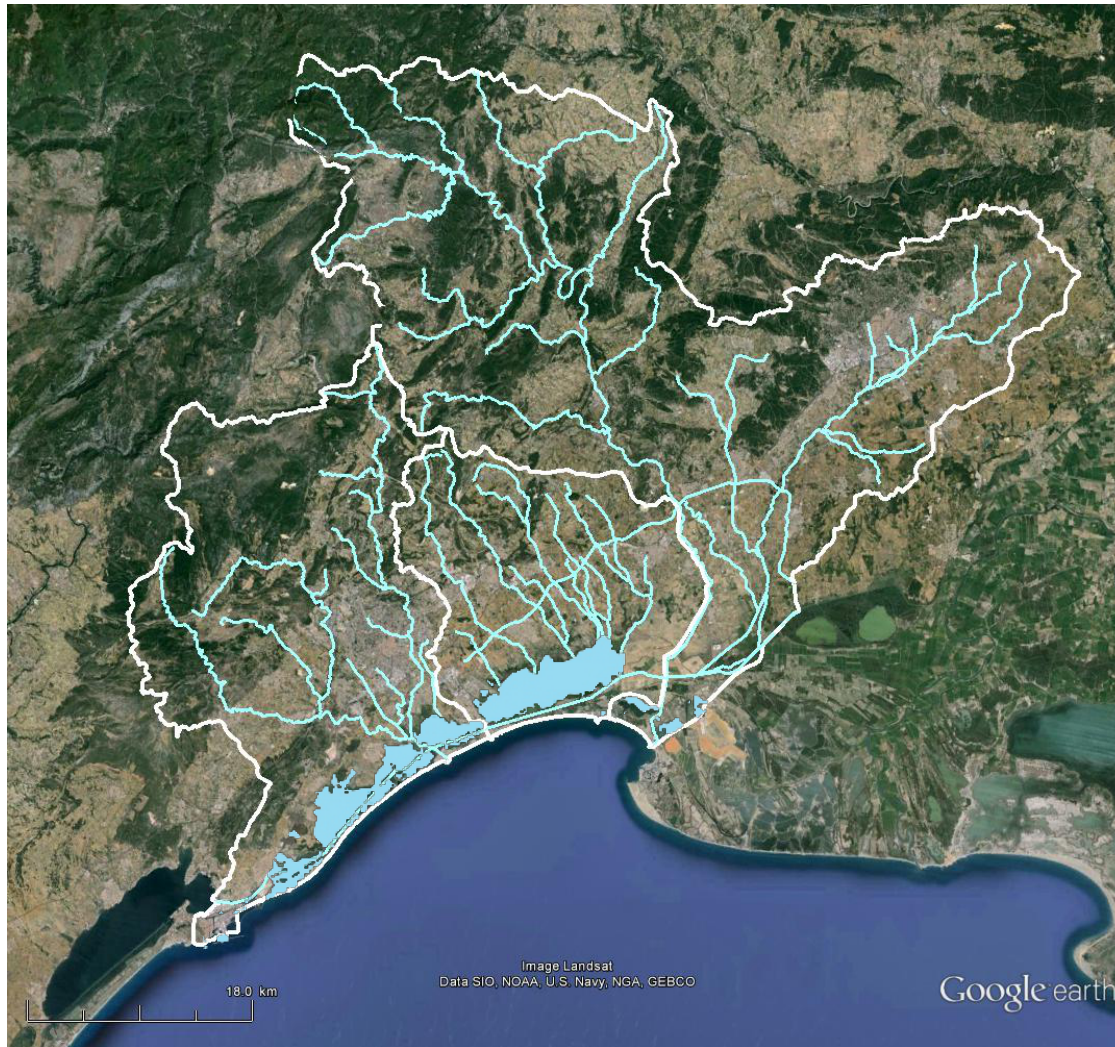 Image Landsat
Data SIO, NOAA, U.S. Navy, NGA, GEBCO
18.0 km
Google earth